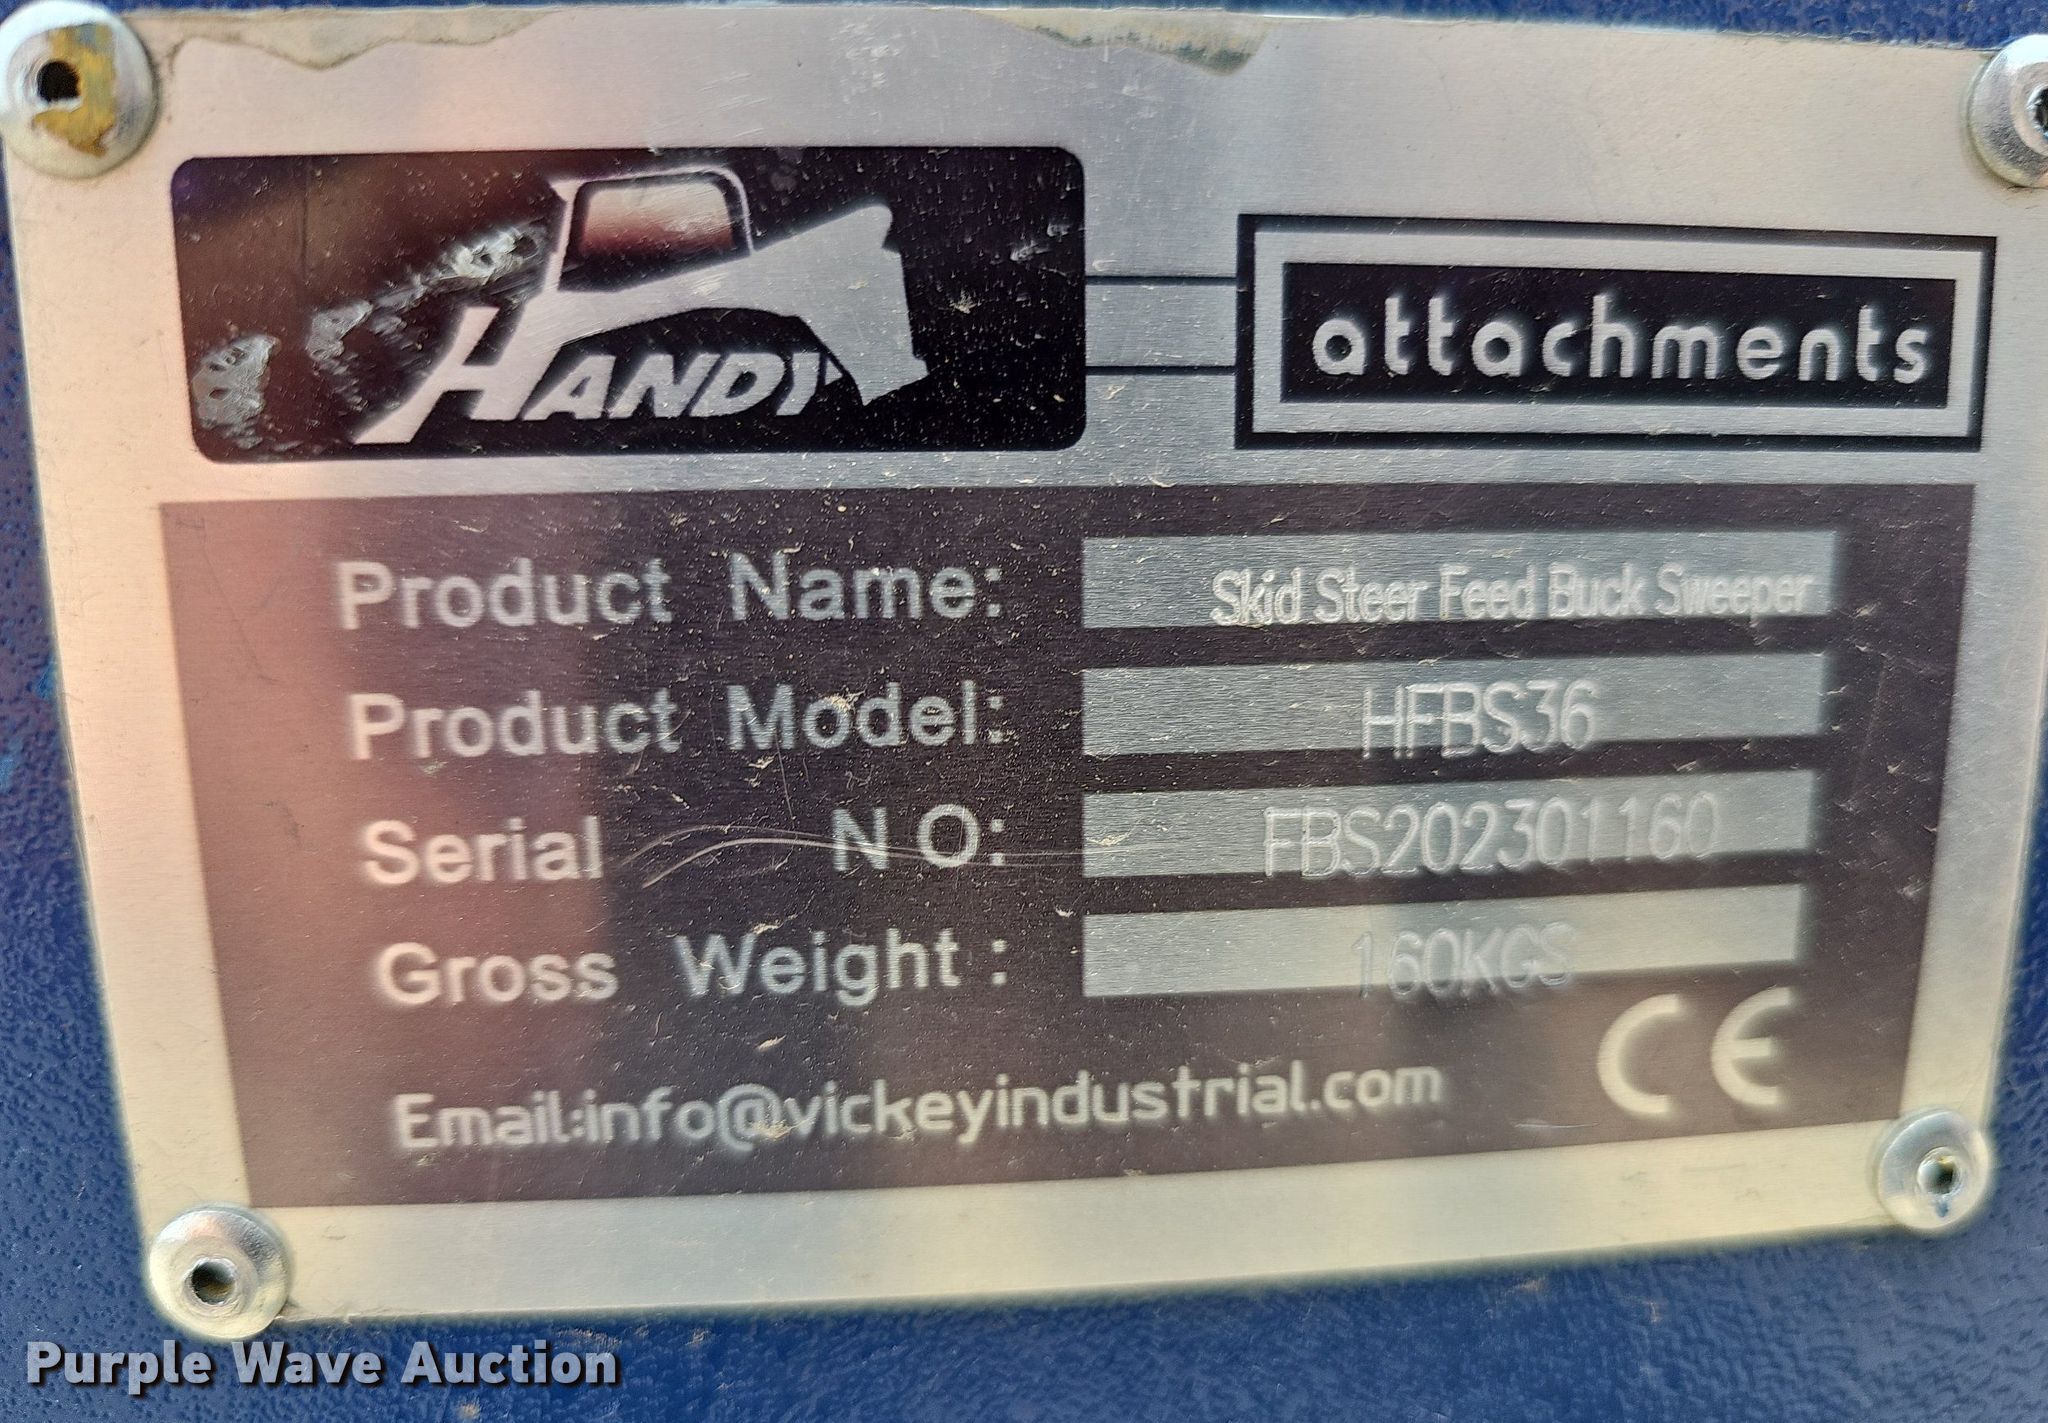 HANDY
attachments
Product Name: Skid Steer Feed Buck Sweeper
Product Model: HFBS36
Serial NO: FBS202301160
Gross Weight: 160KGS
Email:info@vickeyindustrial.com
CE
Purple Wave Auction